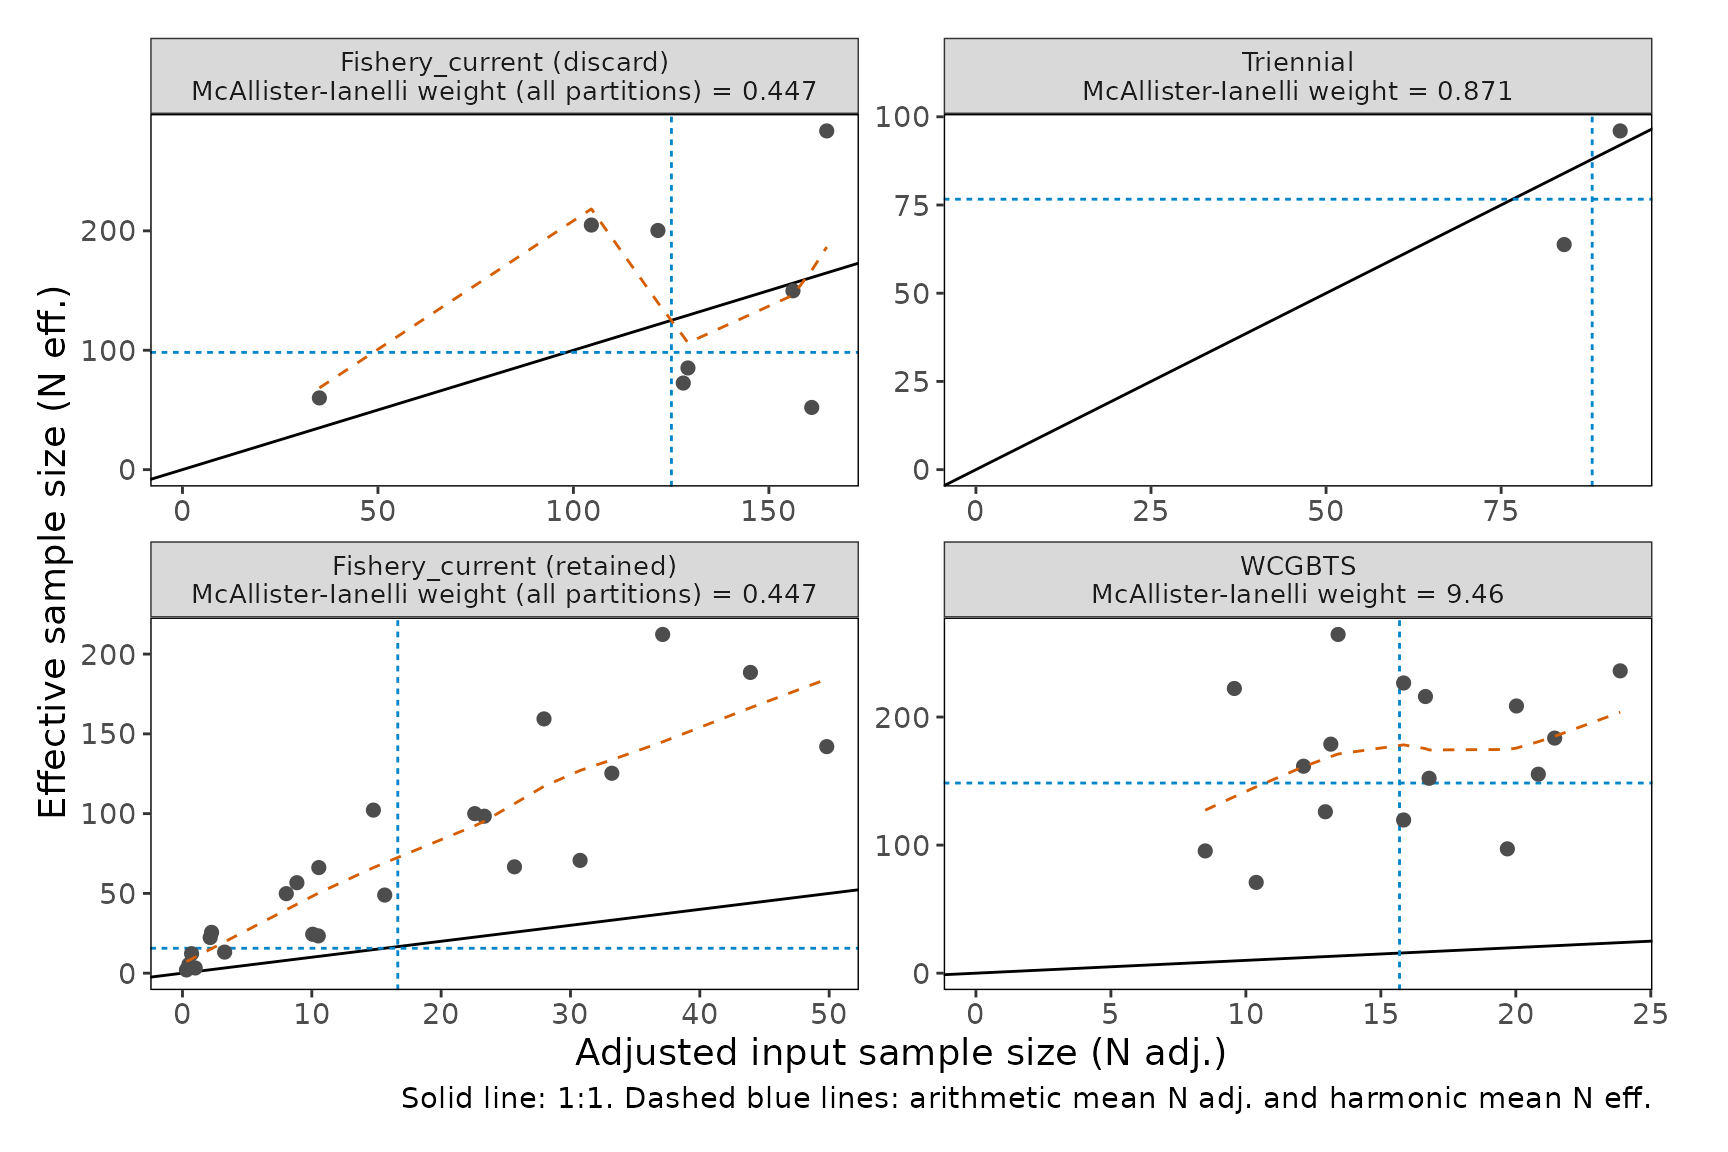 Fishery_current (discard)
McAllister-Ianelli weight (all partitions) = 0.447
200
100
0
0 50 100 150
Triennial
McAllister-Ianelli weight = 0.871
100
75
50
25
0
0 25 50 75
Fishery_current (retained)
McAllister-Ianelli weight (all partitions) = 0.447
200
150
100
50
0
0 10 20 30 40 50
WCGBTS
McAllister-Ianelli weight = 9.46
200
100
0
0 5 10 15 20 25
Effective sample size (N eff.)
Adjusted input sample size (N adj.)
Solid line: 1:1. Dashed blue lines: arithmetic mean N adj. and harmonic mean N eff.